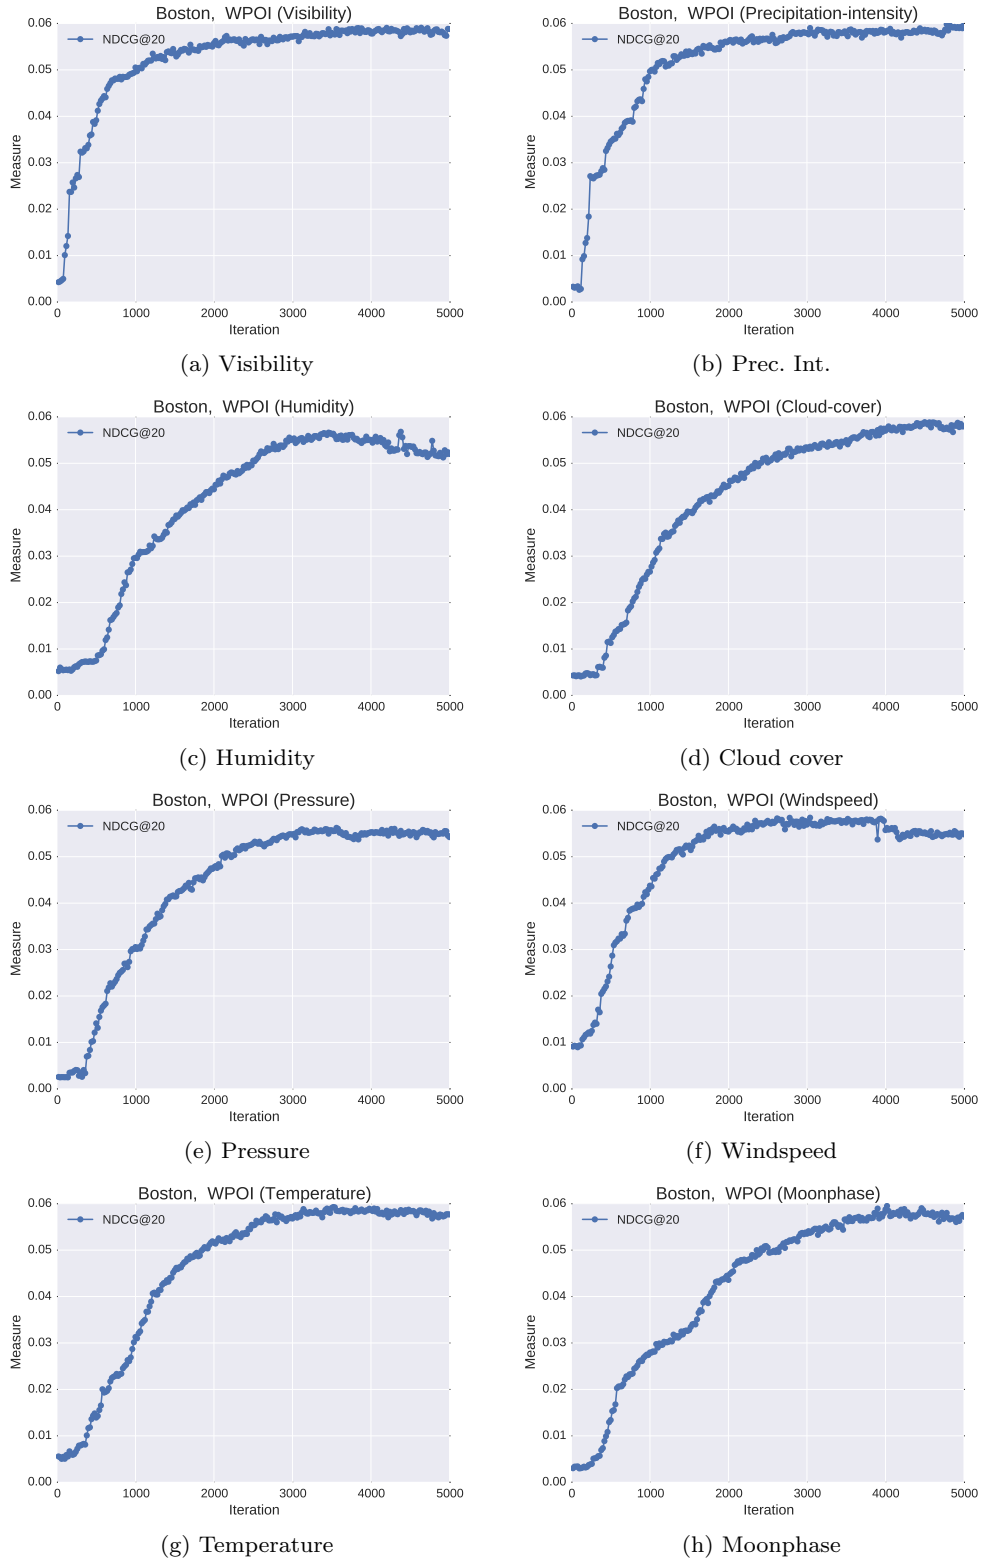 Boston,  WPOI (Visibility)
NDCG@20
0.06
0.05
0.04
0.03
0.02
0.01
0.00
Measure
0 1000 2000 3000 4000 5000
Iteration
(a) Visibility
Boston,  WPOI (Precipitation-intensity)
NDCG@20
0.06
0.05
0.04
0.03
0.02
0.01
0.00
Measure
0 1000 2000 3000 4000 5000
Iteration
(b) Prec. Int.
Boston,  WPOI (Humidity)
NDCG@20
0.06
0.05
0.04
0.03
0.02
0.01
0.00
Measure
0 1000 2000 3000 4000 5000
Iteration
(c) Humidity
Boston,  WPOI (Cloud-cover)
NDCG@20
0.06
0.05
0.04
0.03
0.02
0.01
0.00
Measure
0 1000 2000 3000 4000 5000
Iteration
(d) Cloud cover
Boston,  WPOI (Pressure)
NDCG@20
0.06
0.05
0.04
0.03
0.02
0.01
0.00
Measure
0 1000 2000 3000 4000 5000
Iteration
(e) Pressure
Boston,  WPOI (Windspeed)
NDCG@20
0.06
0.05
0.04
0.03
0.02
0.01
0.00
Measure
0 1000 2000 3000 4000 5000
Iteration
(f) Windspeed
Boston,  WPOI (Temperature)
NDCG@20
0.06
0.05
0.04
0.03
0.02
0.01
0.00
Measure
0 1000 2000 3000 4000 5000
Iteration
(g) Temperature
Boston,  WPOI (Moonphase)
NDCG@20
0.06
0.05
0.04
0.03
0.02
0.01
0.00
Measure
0 1000 2000 3000 4000 5000
Iteration
(h) Moonphase